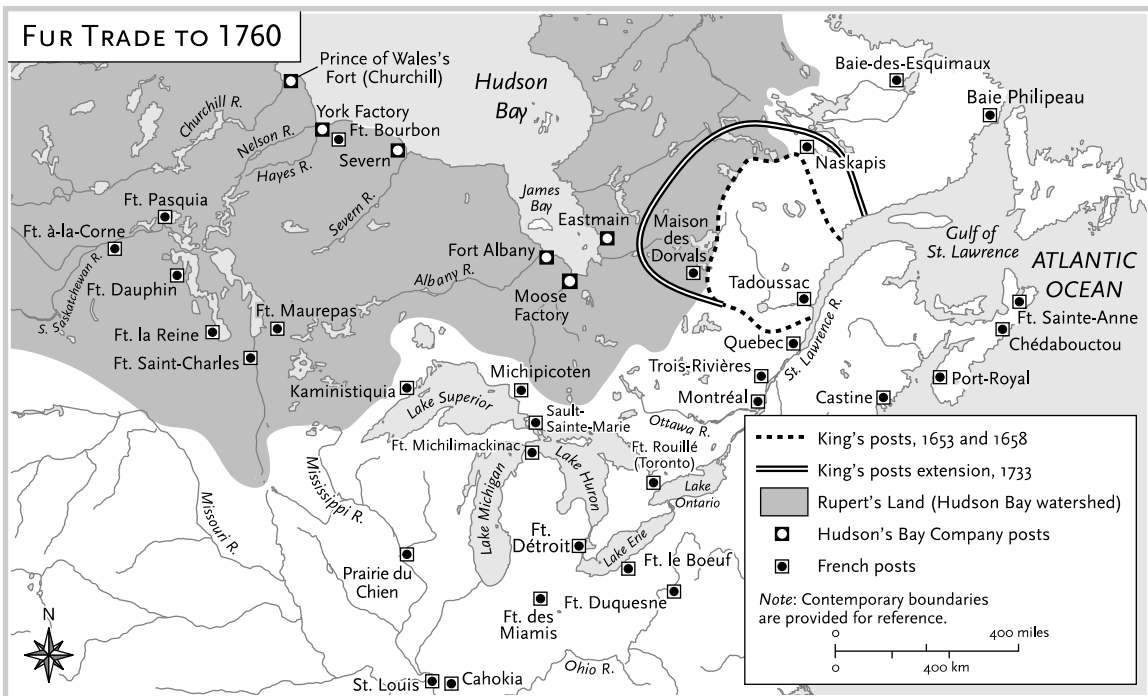 FUR TRADE TO 1760
Prince of Wales's
Fort (Churchill)
Hudson
Bay
Baie-des-Esquimaux
Baie Philipeau
Churchill R.
York Factory
Nelson R.
Ft. Bourbon
Hayes R.
Severn
Naskapis
Ft. Pasquia
Severn R.
James
Bay
Eastmain
Maison
des
Dorvals
Gulf of
St. Lawrence
ATLANTIC
OCEAN
Ft. à-la-Corne
S. Saskatchewan R.
Ft. Dauphin
Fort Albany
Albany R.
Moose
Factory
Tadoussac
Ft. Sainte-Anne
Chédabouctou
Ft. la Reine
Ft. Maurepas
Ft. Saint-Charles
Quebec
St. Lawrence R.
Kaministiquia
Michipicoten
Trois-Rivières
Port-Royal
Lake Superior
Montréal
Castine
Sault-
Sainte-Marie
Ottawa R.
Ft. Michilimackinac
Ft. Rouillé
(Toronto)
Missouri R.
Mississippi R.
Lake Michigan
Lake Huron
Lake
Ontario
Ft.
Détroit
Lake Erie
Ft. le Boeuf
Prairie du
Chien
Ft. des
Miamis
Ft. Duquesne
N
Ohio R.
St. Louis
Cahokia
King's posts, 1653 and 1658
King's posts extension, 1733
Rupert's Land (Hudson Bay watershed)
Hudson's Bay Company posts
French posts
Note: Contemporary boundaries
are provided for reference.
0 400 miles
0 400 km